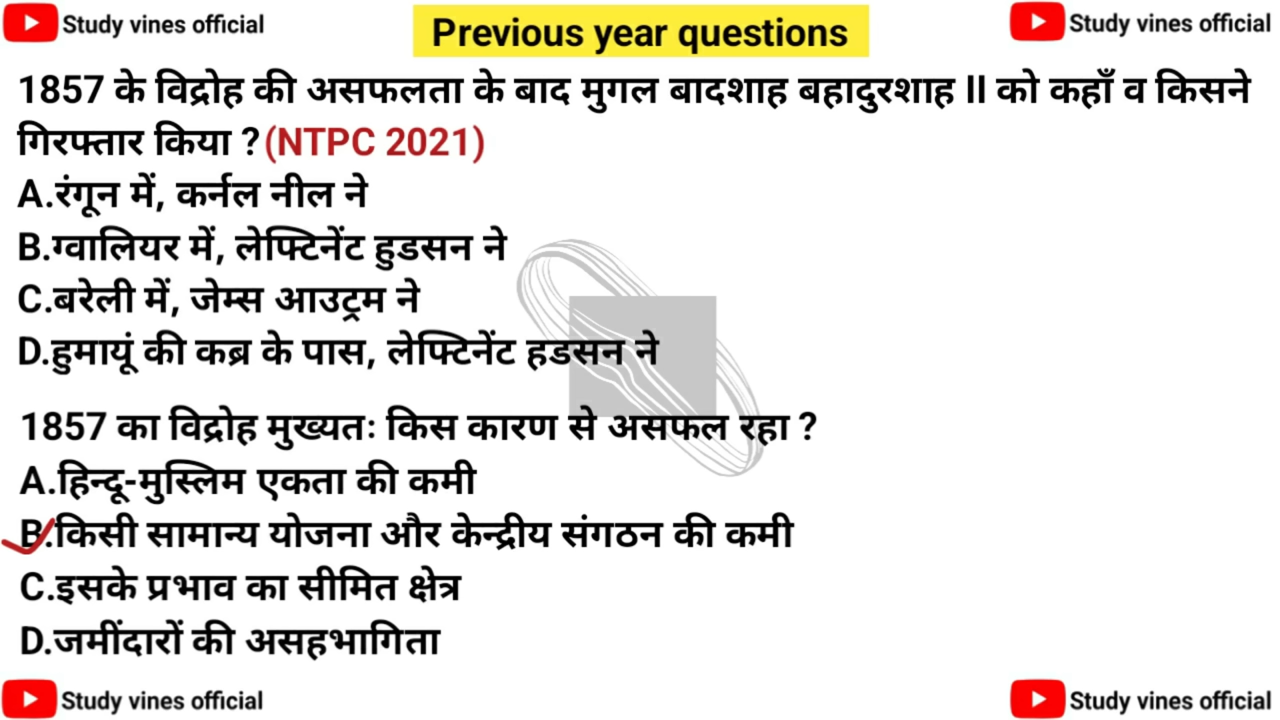 Study vines official
Previous year questions
Study vines official
1857 के विद्रोह की असफलता के बाद मुगल बादशाह बहादुरशाह II को कहाँ व किसने
गिरफ्तार किया ? (NTPC 2021)
A.रंगून में, कर्नल नील ने
B.ग्वालियर में, लेफ्टिनेंट हुडसन ने
C.बरेली में, जेम्स आउट्रम ने
D.हुमायूं की कब्र के पास, लेफ्टिनेंट हडसन ने
1857 का विद्रोह मुख्यतः किस कारण से असफल रहा ?
A.हिन्दू-मुस्लिम एकता की कमी
B.किसी सामान्य योजना और केन्द्रीय संगठन की कमी
C.इसके प्रभाव का सीमित क्षेत्र
D.जमींदारों की असहभागिता
Study vines official
Study vines official